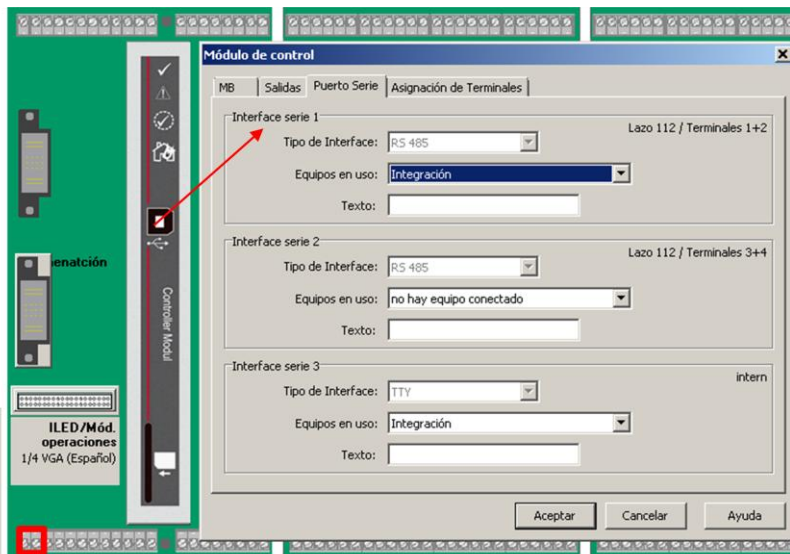 Módulo de control
MB
Salidas
Puerto Serie
Asignación de Terminales
Interface serie 1
Lazo 112 / Terminales 1+2
Tipo de Interface:
RS 485
Equipos en uso:
Integración
Texto:
Interface serie 2
Lazo 112 / Terminales 3+4
Tipo de Interface:
RS 485
Equipos en uso:
no hay equipo conectado
Texto:
Interface serie 3
intern
Tipo de Interface:
TTY
Equipos en uso:
Integración
Texto:
Aceptar
Cancelar
Ayuda
enatción
Controller Modul
ILED/Mód.
operaciones
1/4 VGA (Español)